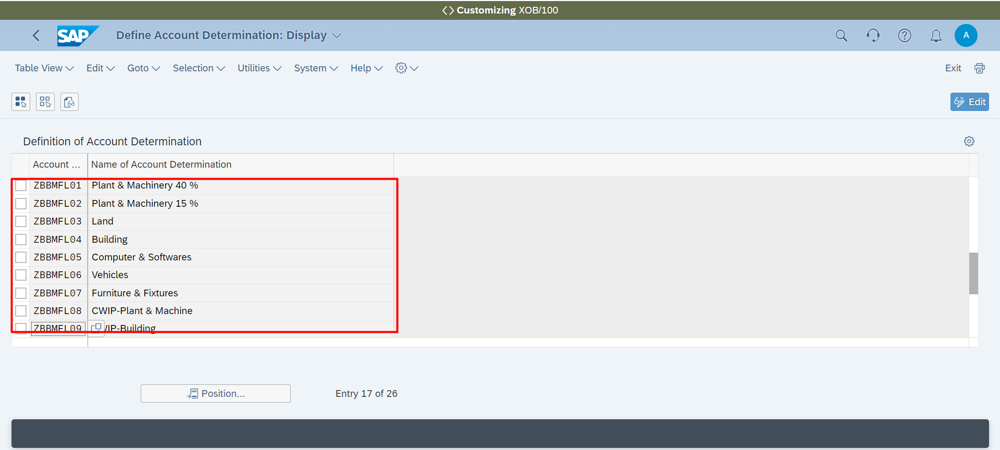 <> Customizing XOB/100
SAP Define Account Determination: Display
A
Table View Edit Goto Selection Utilities System Help
Exit
Edit
Definition of Account Determination
Account ... Name of Account Determination
ZBBMFL01 Plant & Machinery 40 %
ZBBMFL02 Plant & Machinery 15 %
ZBBMFL03 Land
ZBBMFL04 Building
ZBBMFL05 Computer & Softwares
ZBBMFL06 Vehicles
ZBBMFL07 Furniture & Fixtures
ZBBMFL08 CWIP-Plant & Machine
ZBBMFL09 WIP-Building
Position... Entry 17 of 26